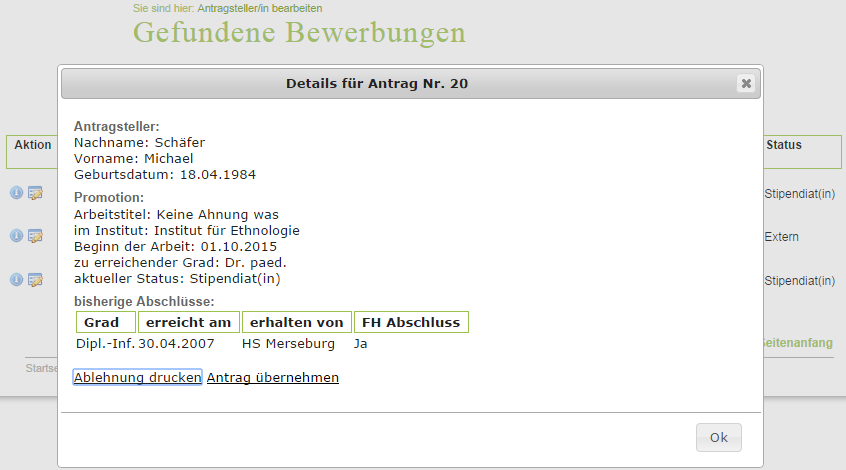 Sie sind hier: Antragsteller/in bearbeiten
Gefundene Bewerbungen
Details für Antrag Nr. 20
Aktion
Status
Antragsteller:
Nachname: Schäfer
Vorname: Michael
Geburtsdatum: 18.04.1984
Stipendiat(in)
Promotion:
Arbeitstitel: Keine Ahnung was
im Institut: Institut für Ethnologie
Extern
Beginn der Arbeit: 01.10.2015
zu erreichender Grad: Dr. paed.
aktueller Status: Stipendiat(in)
Stipendiat(in)
bisherige Abschlüsse:
Grad erreicht am erhalten von FH Abschluss
Dipl.-Inf. 30.04.2007 HS Merseburg Ja
Seitenanfang
Startse
Ablehnung drucken Antrag übernehmen
Ok